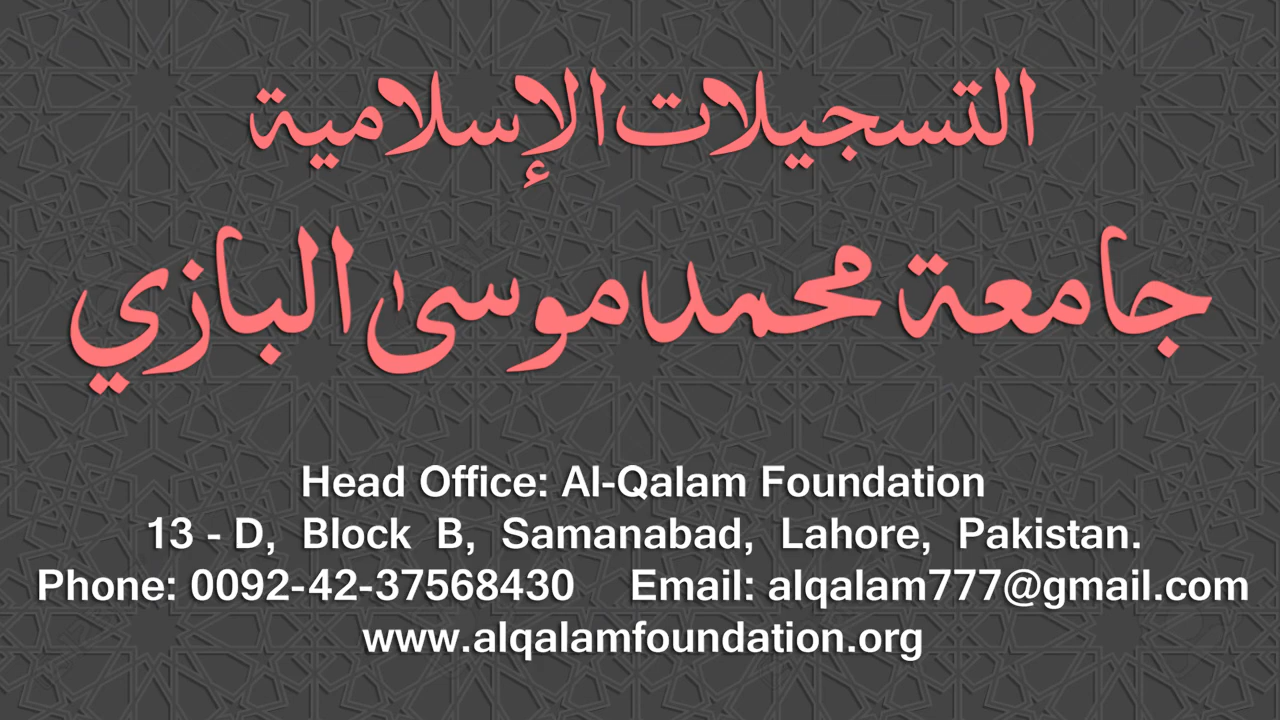 التسجيلات الإسلامية
جامعة محمد موسىٰ البازي
Head Office: Al-Qalam Foundation
13 - D, Block B, Samanabad, Lahore, Pakistan.
Phone: 0092-42-37568430 Email: alqalam777@gmail.com
www.alqalamfoundation.org